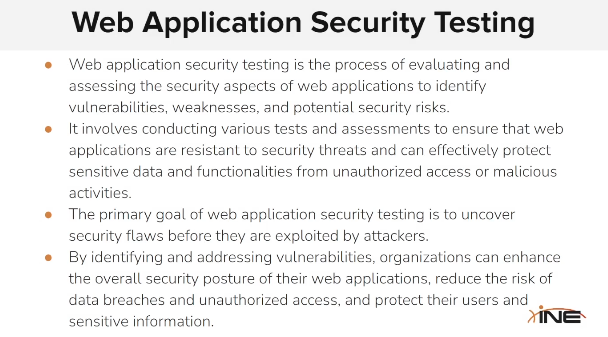 Web Application Security Testing
● Web application security testing is the process of evaluating and
assessing the security aspects of web applications to identify
vulnerabilities, weaknesses, and potential security risks.
● It involves conducting various tests and assessments to ensure that web
applications are resistant to security threats and can effectively protect
sensitive data and functionalities from unauthorized access or malicious
activities.
● The primary goal of web application security testing is to uncover
security flaws before they are exploited by attackers.
● By identifying and addressing vulnerabilities, organizations can enhance
the overall security posture of their web applications, reduce the risk of
data breaches and unauthorized access, and protect their users and
sensitive information.
INE